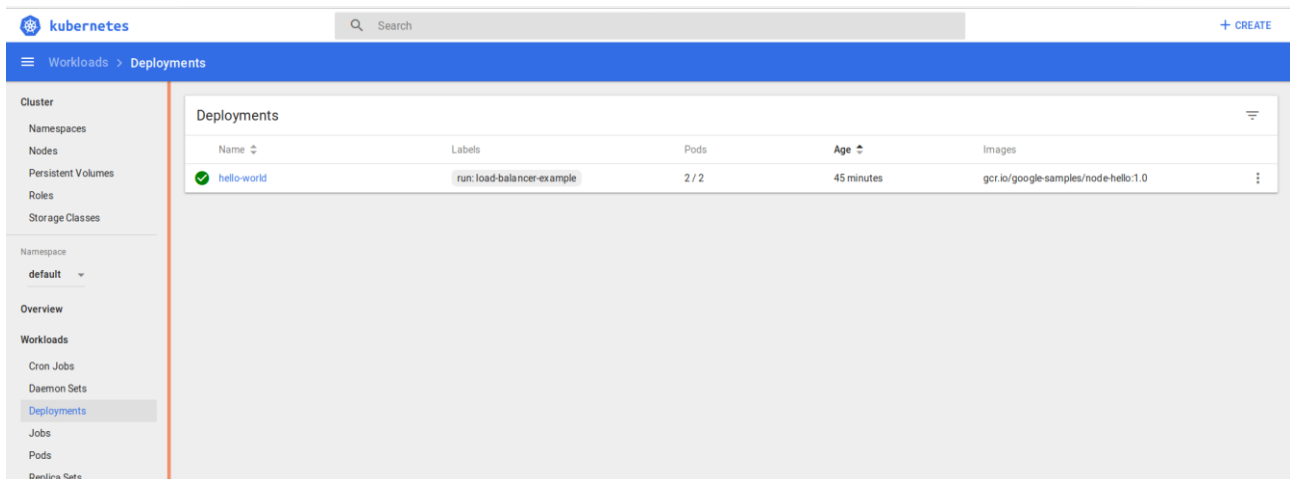 kubernetes
Search
+ CREATE
Workloads > Deployments
Cluster
Namespaces
Nodes
Persistent Volumes
Roles
Storage Classes
Namespace
default
Overview
Workloads
Cron Jobs
Daemon Sets
Deployments
Jobs
Pods
Replica Sets
Deployments
Name Labels Pods Age Images
hello-world run: load-balancer-example 2 / 2 45 minutes gcr.io/google-samples/node-hello:1.0